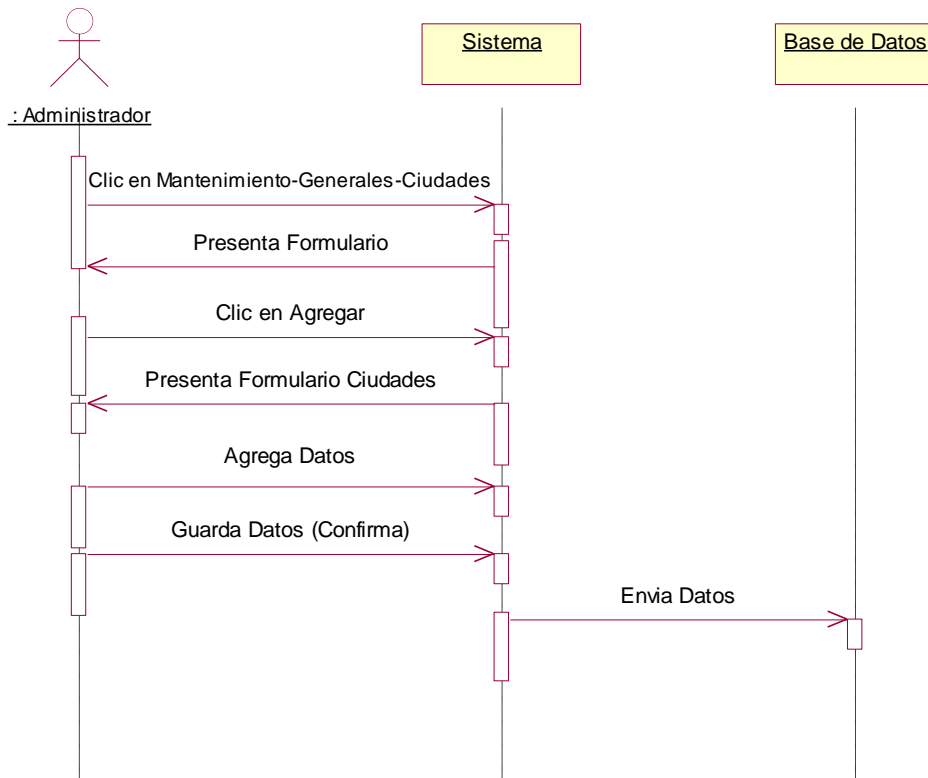 Sistema
Base de Datos
: Administrador
Clic en Mantenimiento-Generales-Ciudades
Presenta Formulario
Clic en Agregar
Presenta Formulario Ciudades
Agrega Datos
Guarda Datos (Confirma)
Envia Datos